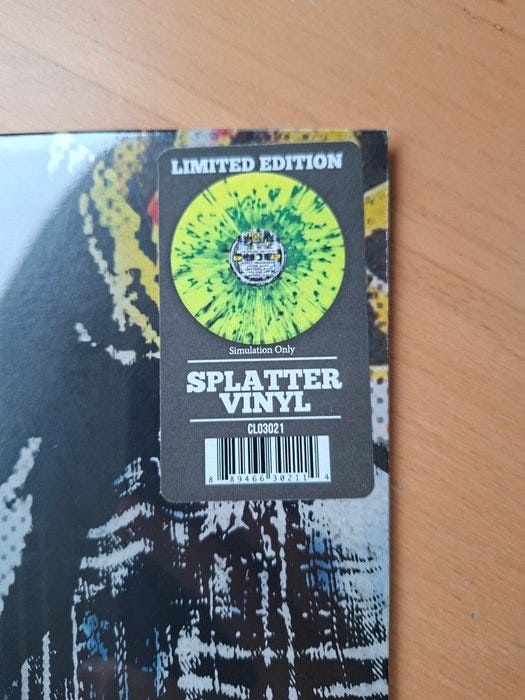 LIMITED EDITION
Simulation Only
SPLATTER
VINYL
CLO3021
8 89466 30211 4